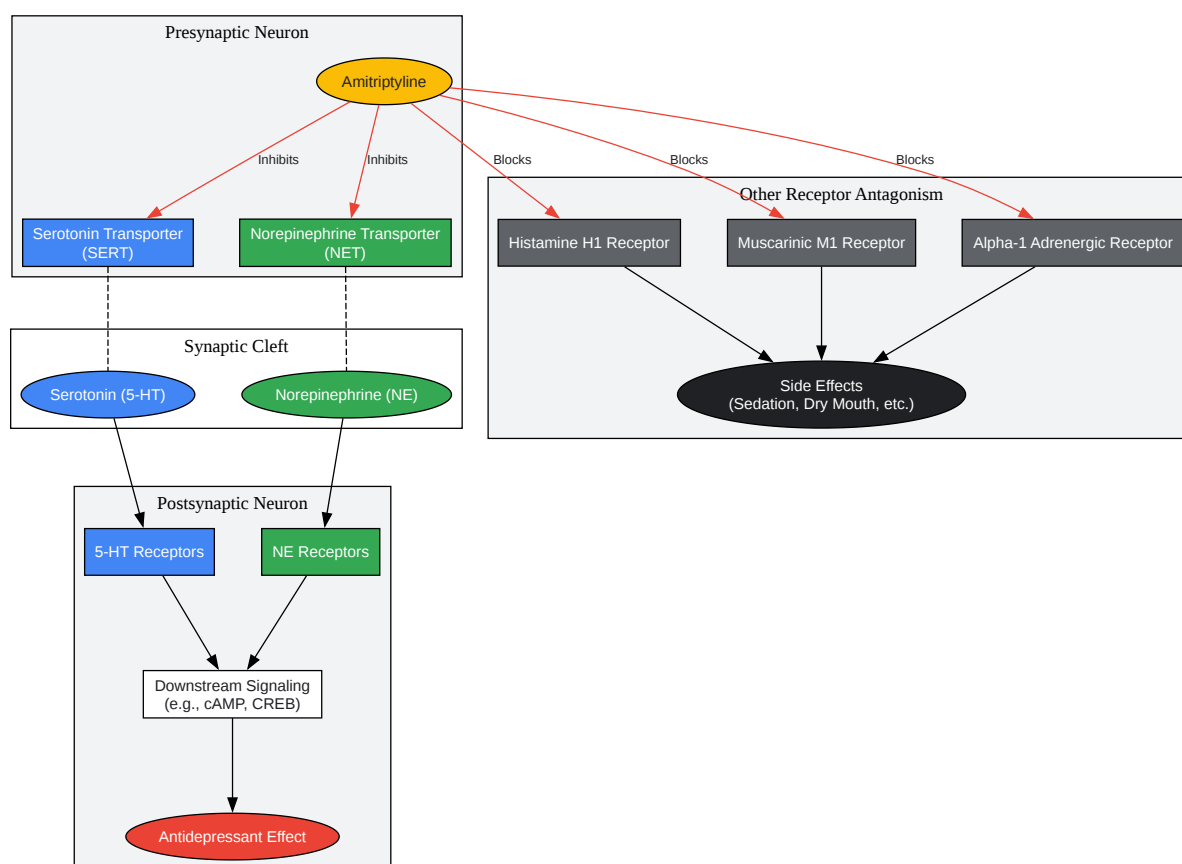 Presynaptic Neuron
Amitriptyline
Inhibits
Inhibits
Blocks
Blocks
Blocks
Serotonin Transporter
(SERT)
Norepinephrine Transporter
(NET)
Other Receptor Antagonism
Histamine H1 Receptor
Muscarinic M1 Receptor
Alpha-1 Adrenergic Receptor
Synaptic Cleft
Serotonin (5-HT)
Norepinephrine (NE)
Side Effects
(Sedation, Dry Mouth, etc.)
Postsynaptic Neuron
5-HT Receptors
NE Receptors
Downstream Signaling
(e.g., cAMP, CREB)
Antidepressant Effect